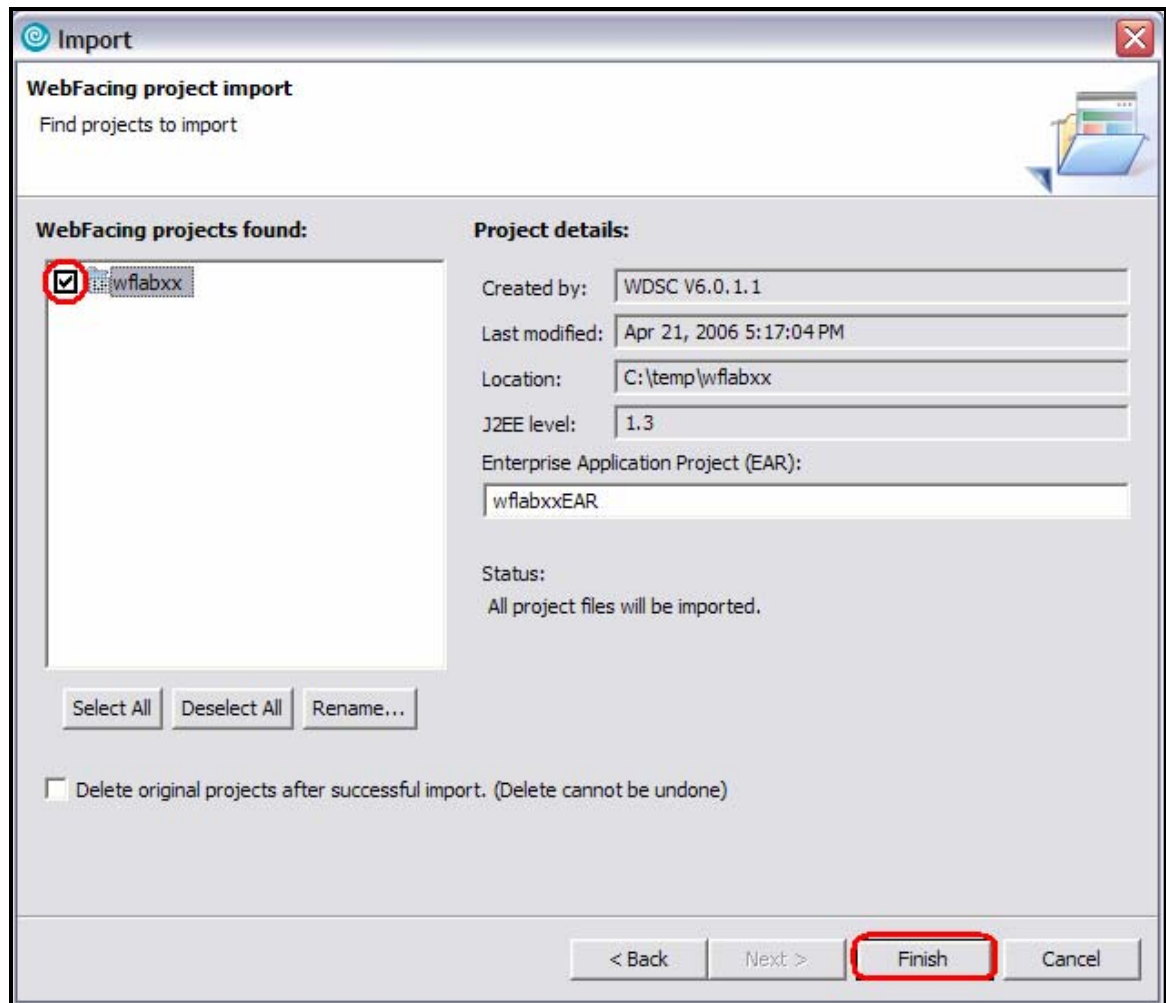 Import
WebFacing project import
Find projects to import
WebFacing projects found:
wflabxx
Select All
Deselect All
Rename...
Project details:
Created by: WDSC V6.0.1.1
Last modified: Apr 21, 2006 5:17:04 PM
Location: C:\temp\wflabxx
J2EE level: 1.3
Enterprise Application Project (EAR):
wflabxxEAR
Status:
All project files will be imported.
Delete original projects after successful import. (Delete cannot be undone)
< Back
Next >
Finish
Cancel